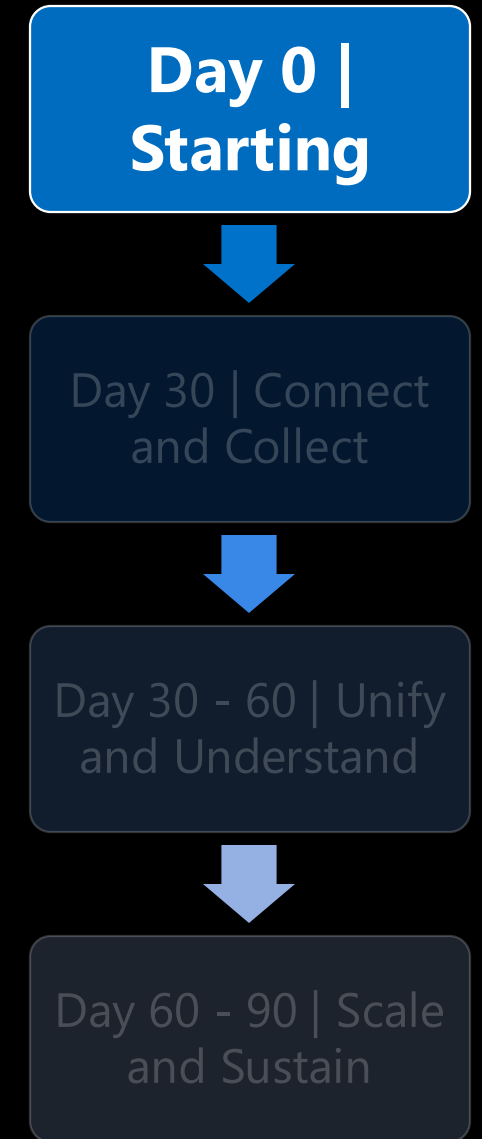 Day 0 |
Starting
Day 30 | Connect
and Collect
Day 30 - 60 | Unify
and Understand
Day 60 - 90 | Scale
and Sustain